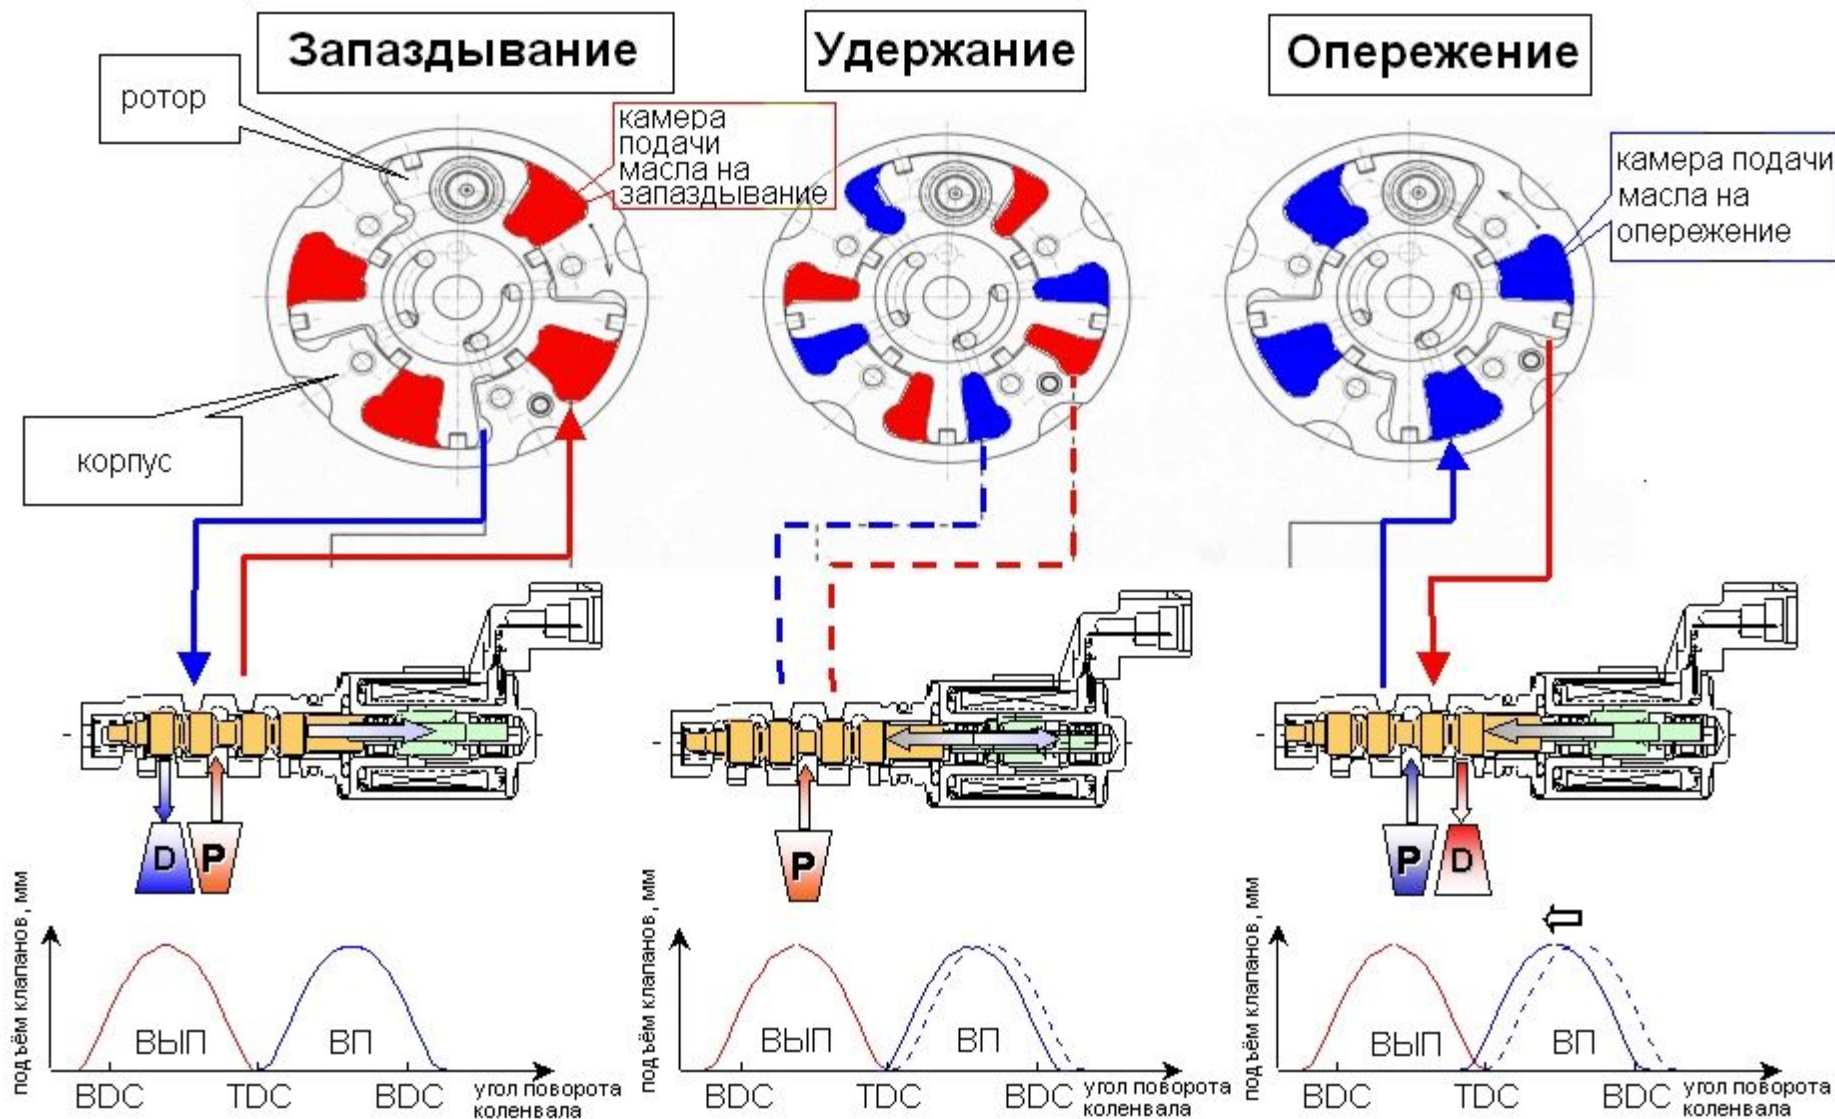 Запаздывание
Удержание
Опережение
ротор
камера
подачи
масла на
запаздывание
камера подачи
масла на
опережение
корпус
D
P
P
P
D
подъём клапанов, мм
ВЫП
ВП
BDC
TDC
BDC
угол поворота
коленвала
подъём клапанов, мм
ВЫП
ВП
BDC
TDC
BDC
угол поворота
коленвала
подъём клапанов, мм
ВЫП
ВП
BDC
TDC
BDC
угол поворота
коленвала